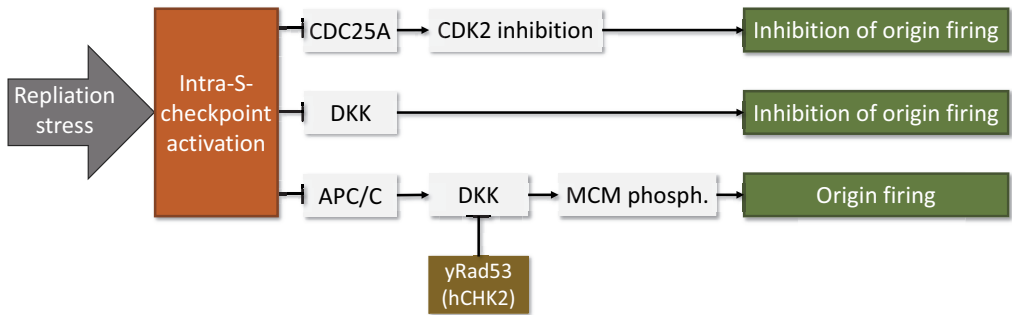 Repliation
stress
Intra-S-
checkpoint
activation
CDC25A
CDK2 inhibition
Inhibition of origin firing
DKK
Inhibition of origin firing
APC/C
DKK
MCM phosph.
Origin firing
yRad53
(hCHK2)